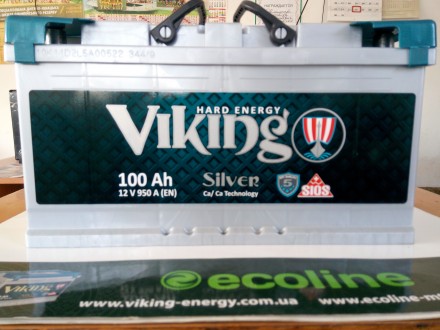 HARD ENERGY
VIKING
100 Ah
12 V 950 A (EN)
Silver
Ca/ Ca Technology
5
SIOS
ecoline
www.viking-energy.com.ua
www.ecoline-m